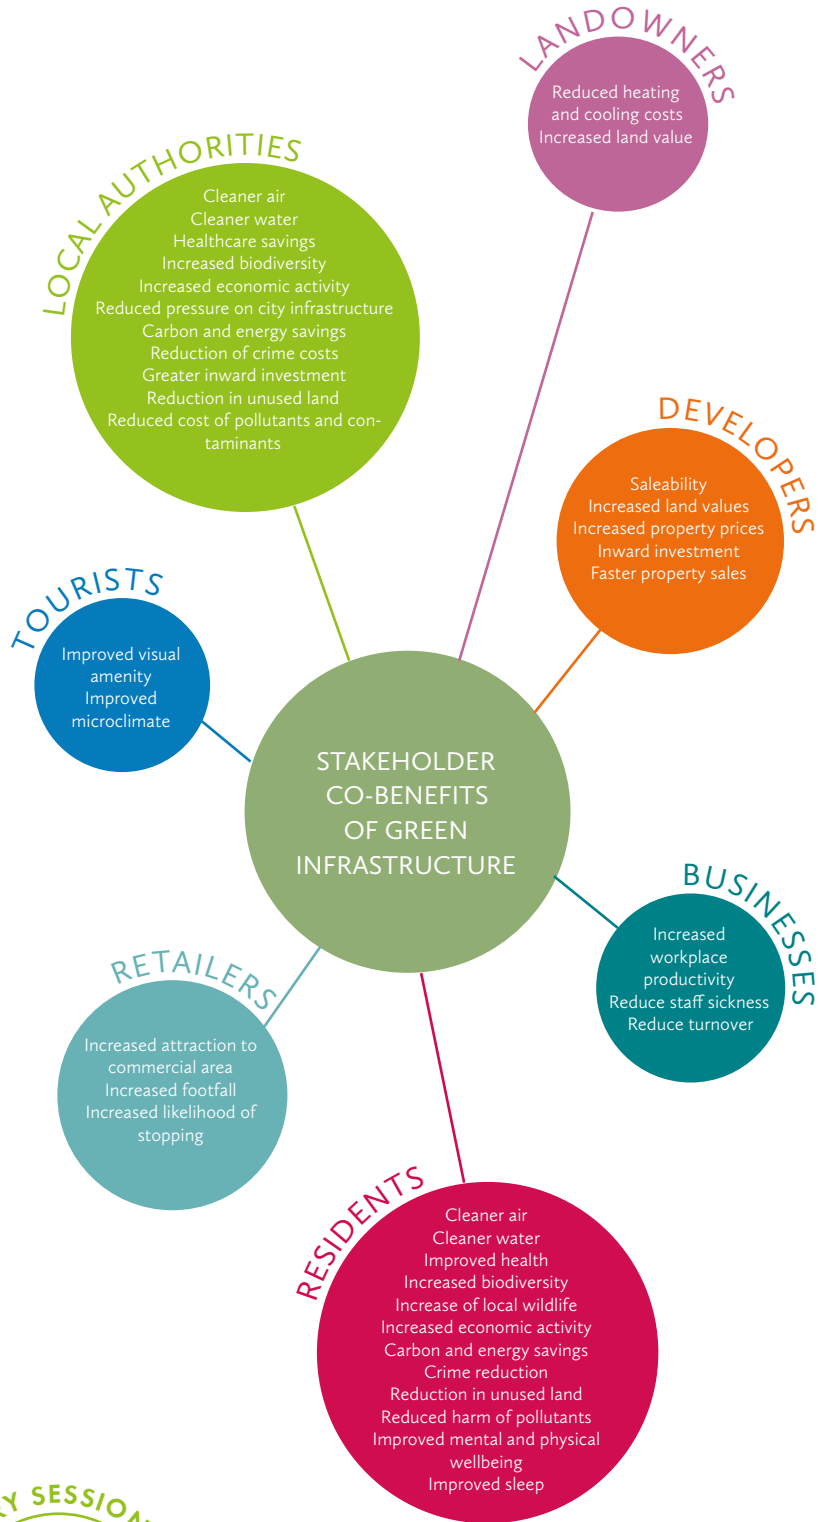 LANDOWNERS
Reduced heating
and cooling costs
Increased land value
LOCAL AUTHORITIES
Cleaner air
Cleaner water
Healthcare savings
Increased biodiversity
Increased economic activity
Reduced pressure on city infrastructure
Carbon and energy savings
Reduction of crime costs
Greater inward investment
Reduction in unused land
Reduced cost of pollutants and con-
taminants
DEVELOPERS
Saleability
Increased land values
Increased property prices
Inward investment
Faster property sales
TOURISTS
Improved visual
amenity
Improved
microclimate
STAKEHOLDER
CO-BENEFITS
OF GREEN
INFRASTRUCTURE
BUSINESSES
Increased
workplace
productivity
Reduce staff sickness
Reduce turnover
RETAILERS
Increased attraction to
commercial area
Increased footfall
Increased likelihood of
stopping
RESIDENTS
Cleaner air
Cleaner water
Improved health
Increased biodiversity
Increase of local wildlife
Increased economic activity
Carbon and energy savings
Crime reduction
Reduction in unused land
Reduced harm of pollutants
Improved mental and physical
wellbeing
Improved sleep
SESSION